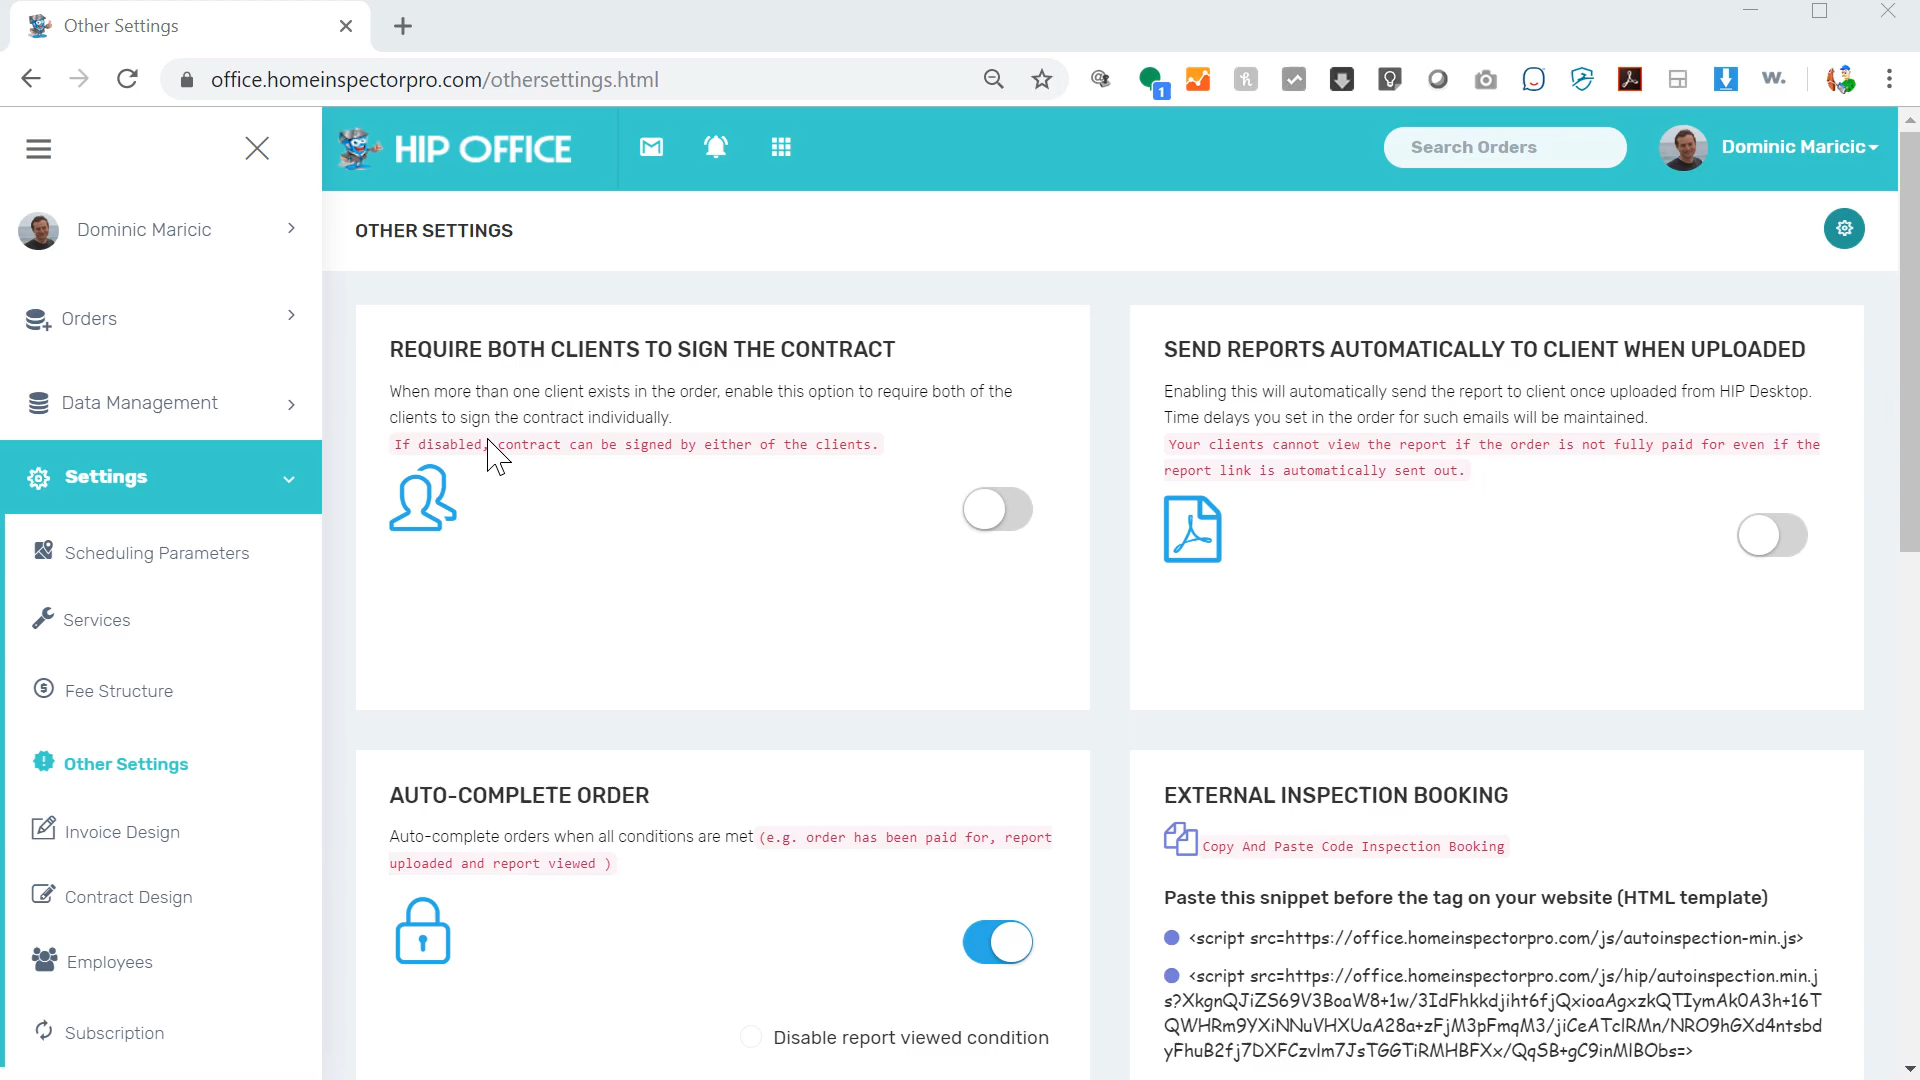 Other Settings
office.homeinspectorpro.com/othersettings.html
1
w.
HIP OFFICE
Search Orders
Dominic Maricic
Dominic Maricic
Orders
Data Management
Settings
Scheduling Parameters
Services
Fee Structure
Other Settings
Invoice Design
Contract Design
Employees
Subscription
OTHER SETTINGS
REQUIRE BOTH CLIENTS TO SIGN THE CONTRACT
When more than one client exists in the order, enable this option to require both of the
clients to sign the contract individually.
If disabled, contract can be signed by either of the clients.
SEND REPORTS AUTOMATICALLY TO CLIENT WHEN UPLOADED
Enabling this will automatically send the report to client once uploaded from HIP Desktop.
Time delays you set in the order for such emails will be maintained.
Your clients cannot view the report if the order is not fully paid for even if the
report link is automatically sent out.
AUTO-COMPLETE ORDER
Auto-complete orders when all conditions are met (e.g. order has been paid for, report
uploaded and report viewed )
Disable report viewed condition
EXTERNAL INSPECTION BOOKING
Copy And Paste Code Inspection Booking
Paste this snippet before the tag on your website (HTML template)
<script src=https://office.homeinspectorpro.com/js/autoinspection-min.js>
<script src=https://office.homeinspectorpro.com/js/hip/autoinspection.min.j
s?XkgnQJiZS69V3BoaW8+1w/3IdFhkkdjiht6fjQxioaAgxzkQTIymAk0A3h+16T
QWHRm9YXiNNuVHXUaA28a+zFjM3pFmqM3/jiCeATclRMn/NRO9hGXd4ntsbd
yFhuB2fj7DXFCzvlm7JsTGGTiRMHBFXx/QqSB+gC9inMIBObs=>